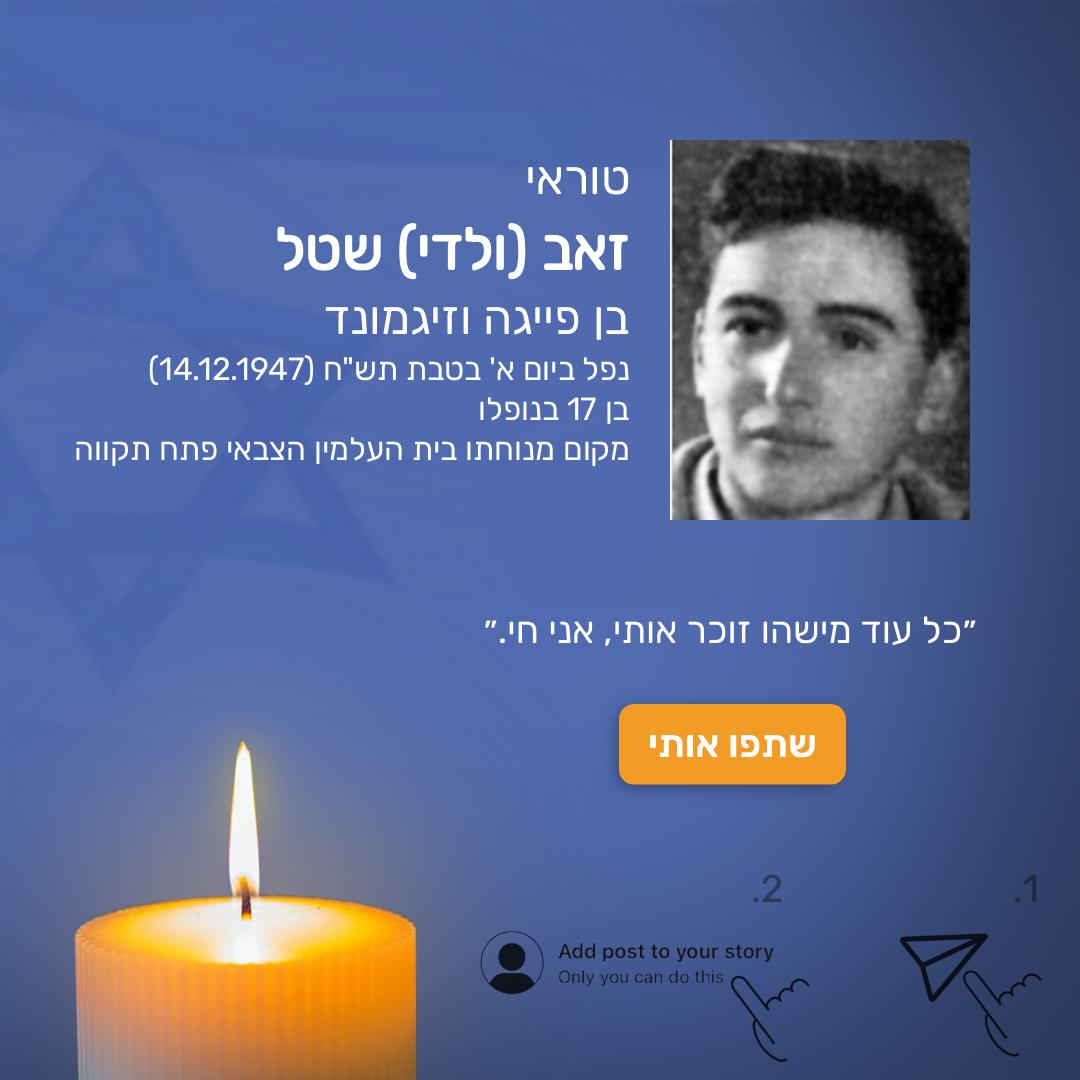 טוראי
זאב (ולדי) שטל
בן פייגה וזיגמונד
נפל ביום א' בטבת תש"ח (14.12.1947)
בן 17 בנופלו
מקום מנוחתו בית העלמין הצבאי פתח תקווה
״כל עוד מישהו זוכר אותי, אני חי.״
שתפו אותי
.1
.2
Add post to your story
Only you can do this